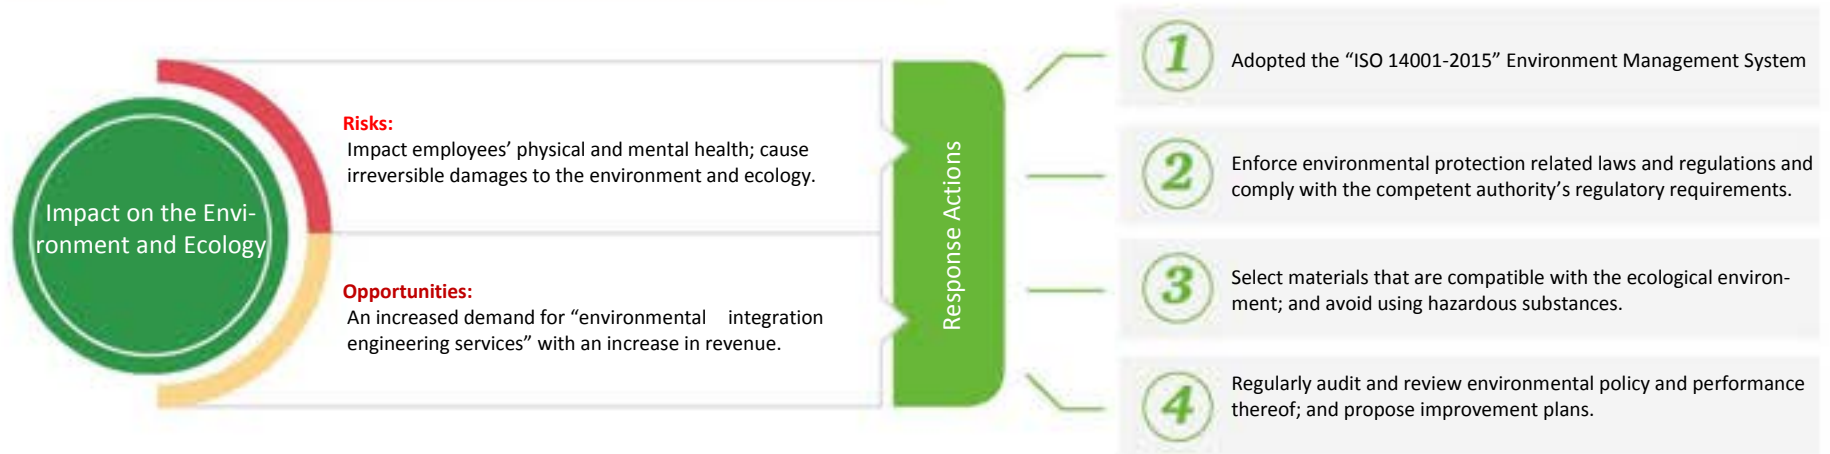 Impact on the Envi-
ronment and Ecology
Risks:
Impact employees’ physical and mental health; cause
irreversible damages to the environment and ecology.
Opportunities:
An increased demand for “environmental integration
engineering services” with an increase in revenue.
Response Actions
1
Adopted the “ISO 14001-2015” Environment Management System
2
Enforce environmental protection related laws and regulations and
comply with the competent authority’s regulatory requirements.
3
Select materials that are compatible with the ecological environ-
ment; and avoid using hazardous substances.
4
Regularly audit and review environmental policy and performance
thereof; and propose improvement plans.